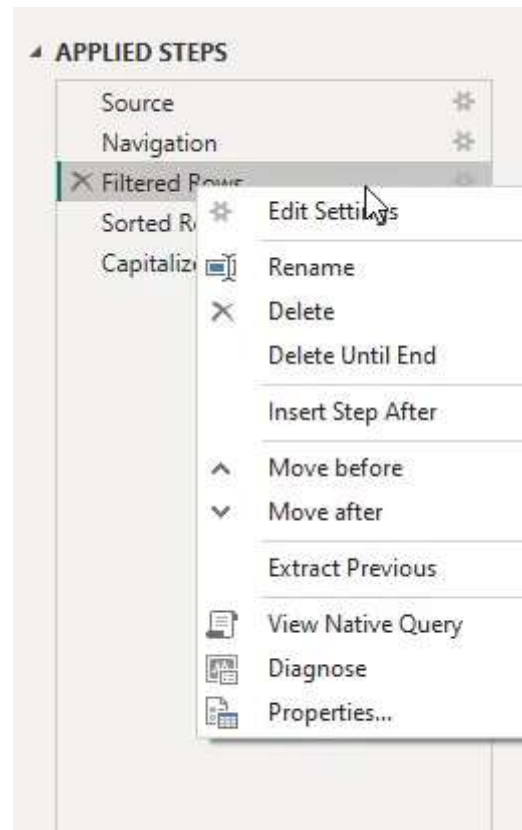 APPLIED STEPS
Source
Navigation
Filtered Rows
Sorted R
Capitaliz
Edit Settings
Rename
Delete
Delete Until End
Insert Step After
Move before
Move after
Extract Previous
View Native Query
Diagnose
Properties...